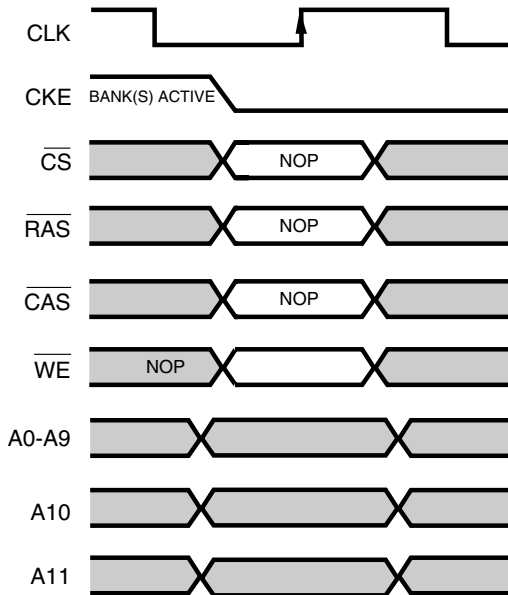 CLK
CKE BANK(S) ACTIVE
CS NOP
RAS NOP
CAS NOP
WE NOP
A0-A9
A10
A11